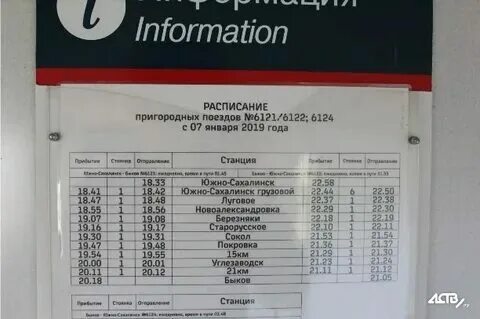 i Информация
Information
РАСПИСАНИЕ
пригородных поездов №6121/6122; 6124
с 07 января 2019 года
Прибытие Стоянка Отправление Станция Прибытие Стоянка Отправление
18.33 Южно-Сахалинск 22.58
18.41 1 18.42 Южно-Сахалинск грузовой 22.44 6 22.50
18.47 1 18.48 Луговое 22.37 1 22.38
18.55 1 18.56 Новоалександровка 22.29 1 22.30
19.07 1 19.08 Березняки 22.18 1 22.19
19.16 1 19.17 Старорусское 22.10 1 22.11
19.30 1 19.31 Сокол 21.53 1 21.54
19.47 1 19.48 Покровка 21.36 1 21.37
19.54 1 19.55 15км 21.29 1 21.30
20.00 1 20.01 Углезаводск 21.23 1 21.24
20.11 1 20.12 21км 21.11 1 21.12
20.18 Быков 21.05
Прибытие Стоянка Отправление Станция
АСТВ